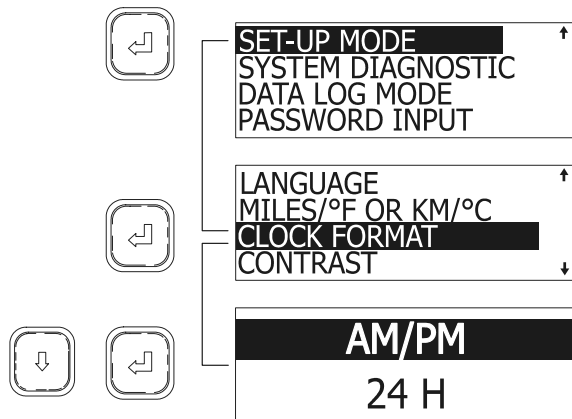 SET-UP MODE
SYSTEM DIAGNOSTIC
DATA LOG MODE
PASSWORD INPUT
LANGUAGE
MILES/°F OR KM/°C
CLOCK FORMAT
CONTRAST
AM/PM
24 H